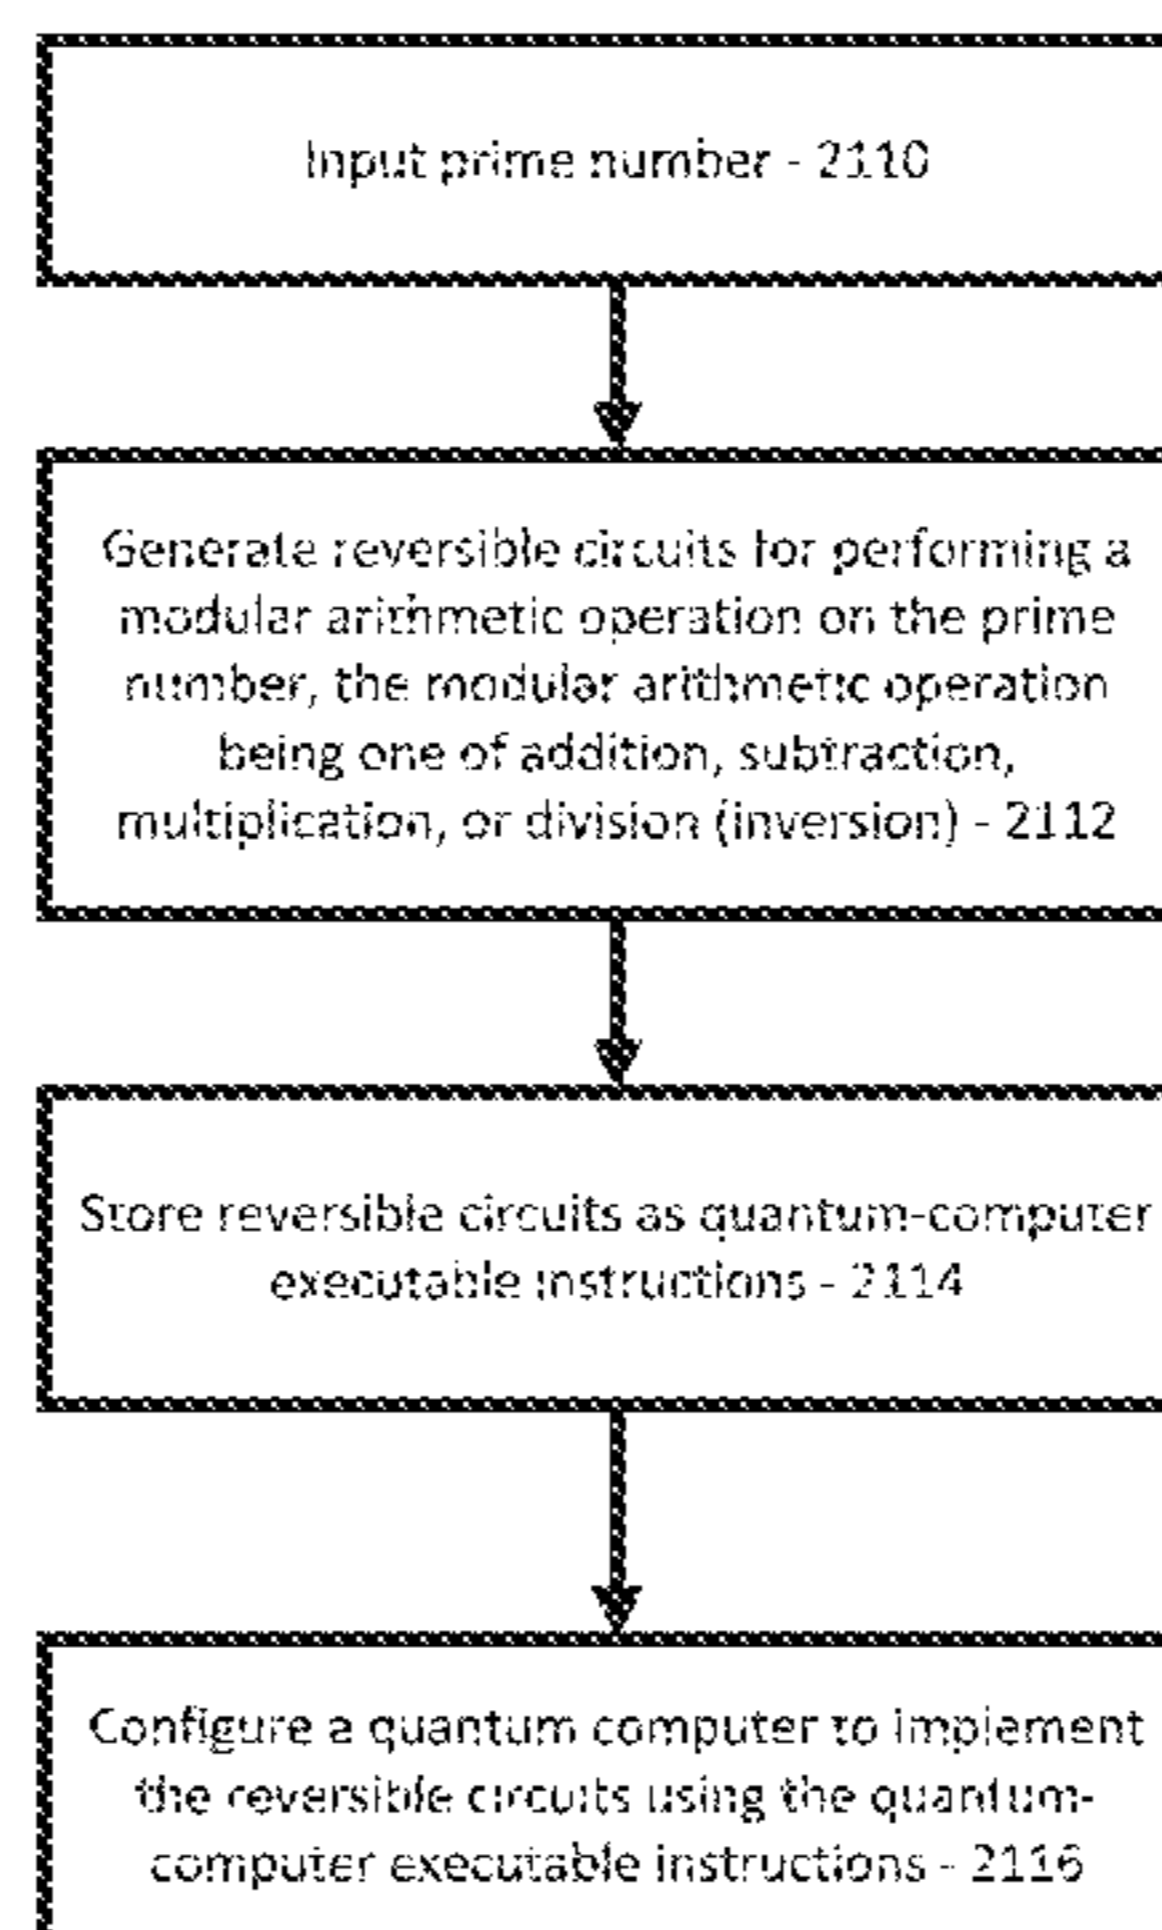 Input prime number - 2110
Generate reversible circuits for performing a
modular arithmetic operation on the prime
number, the modular arithmetic operation
being one of addition, subtraction,
multiplication, or division (inversion) - 2112
Store reversible circuits as quantum-computer
executable instructions - 2114
Configure a quantum computer to implement
the reversible circuits using the quantum-
computer executable instructions - 2116